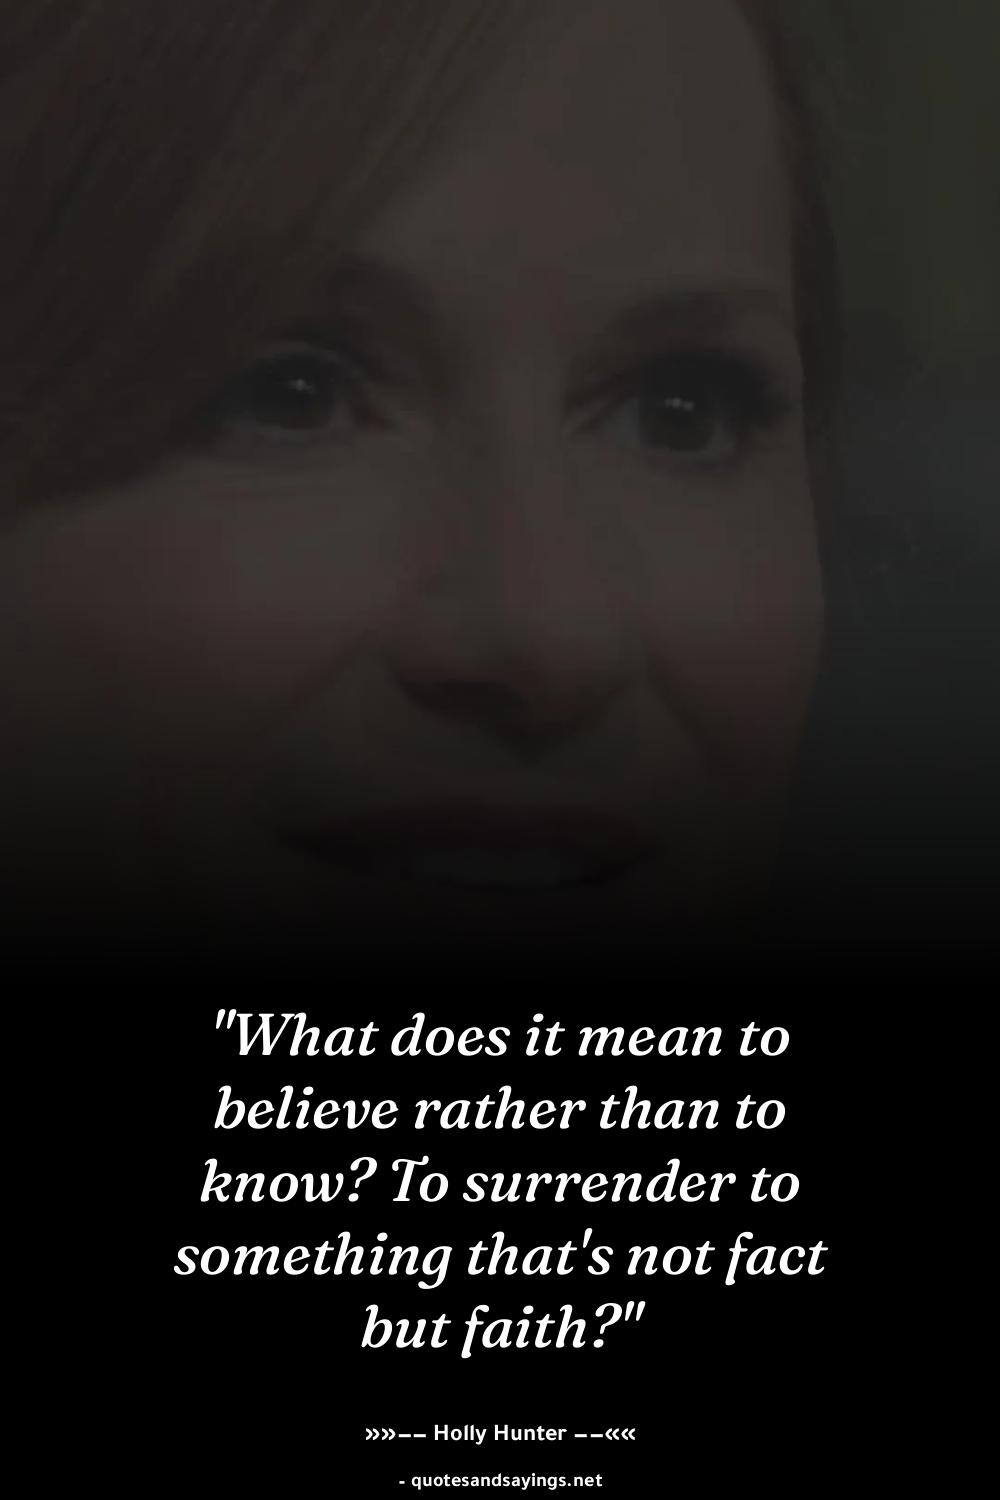 "What does it mean to
believe rather than to
know? To surrender to
something that's not fact
but faith?"
»»–– Holly Hunter ––««
- quotesandsayings.net